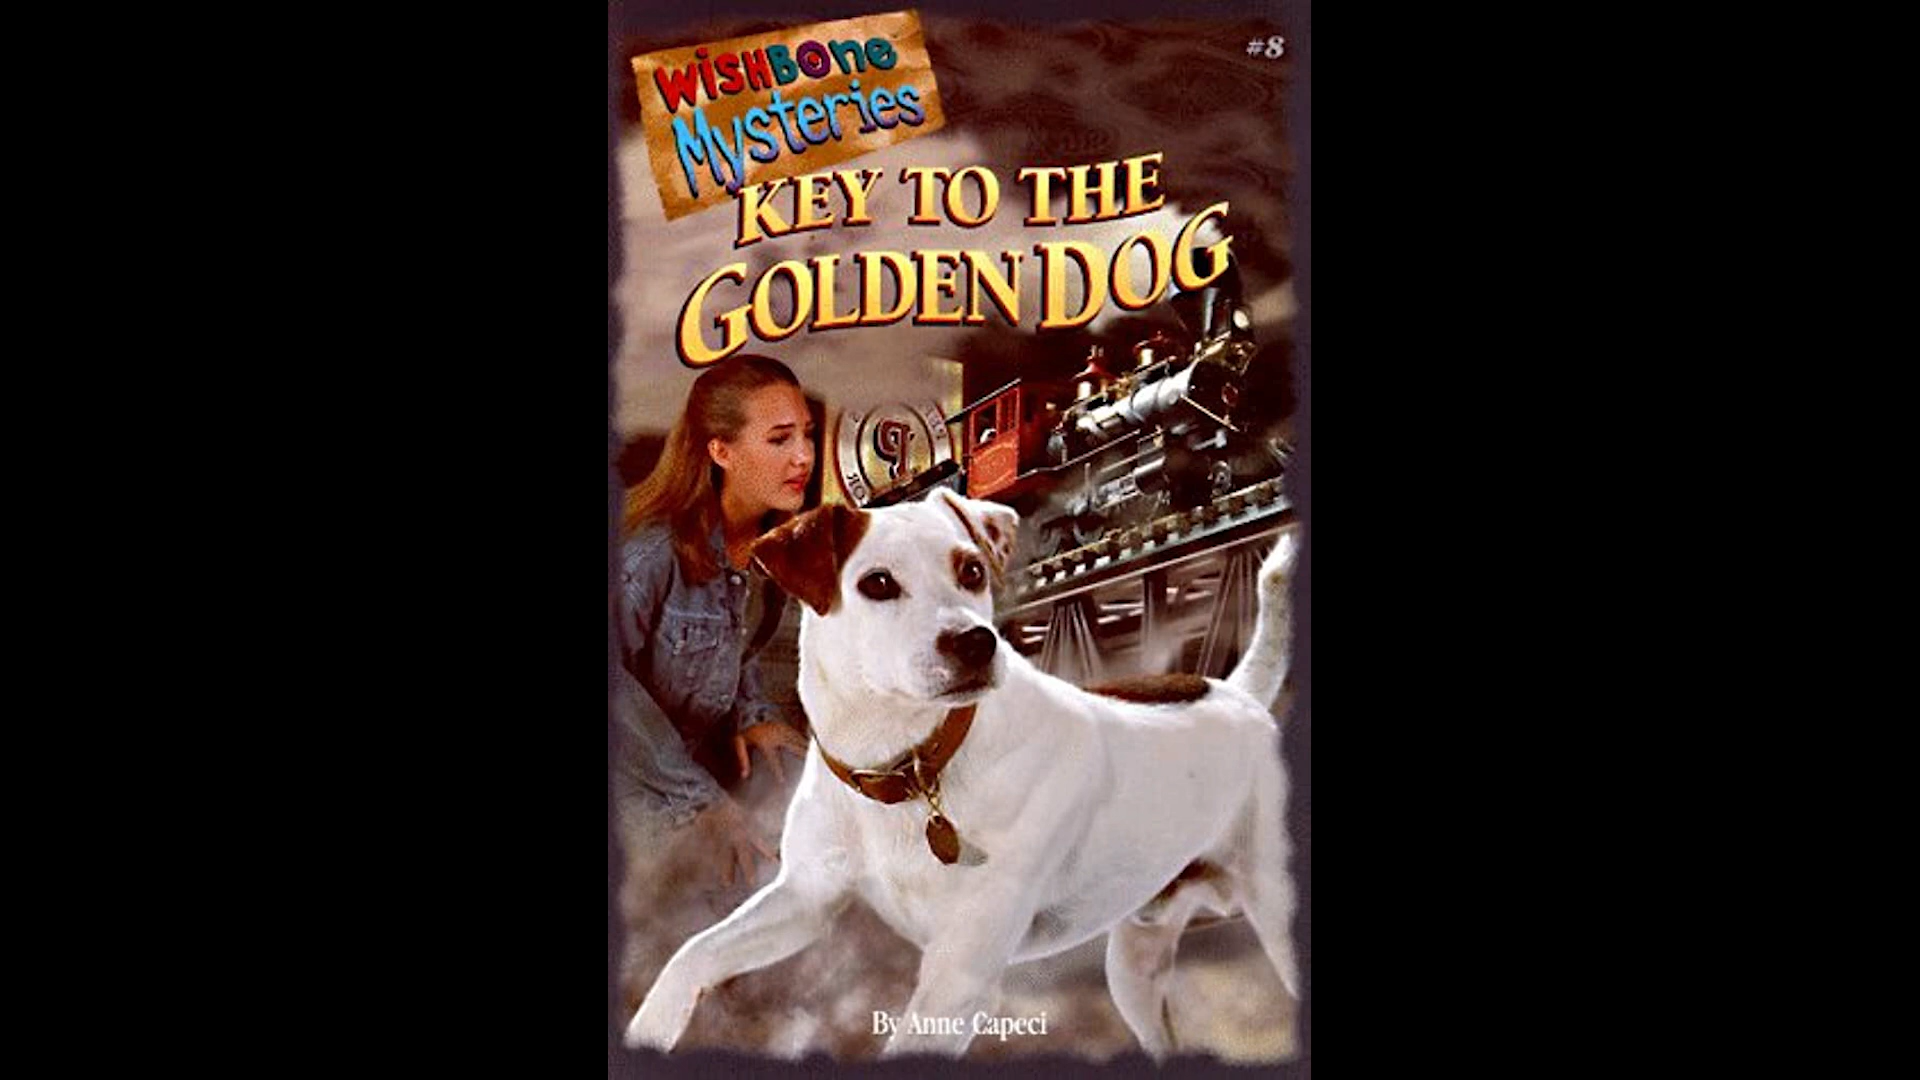 WISHBONE
Mysteries
#8
KEY TO THE
GOLDEN DOG
By Anne Capeci